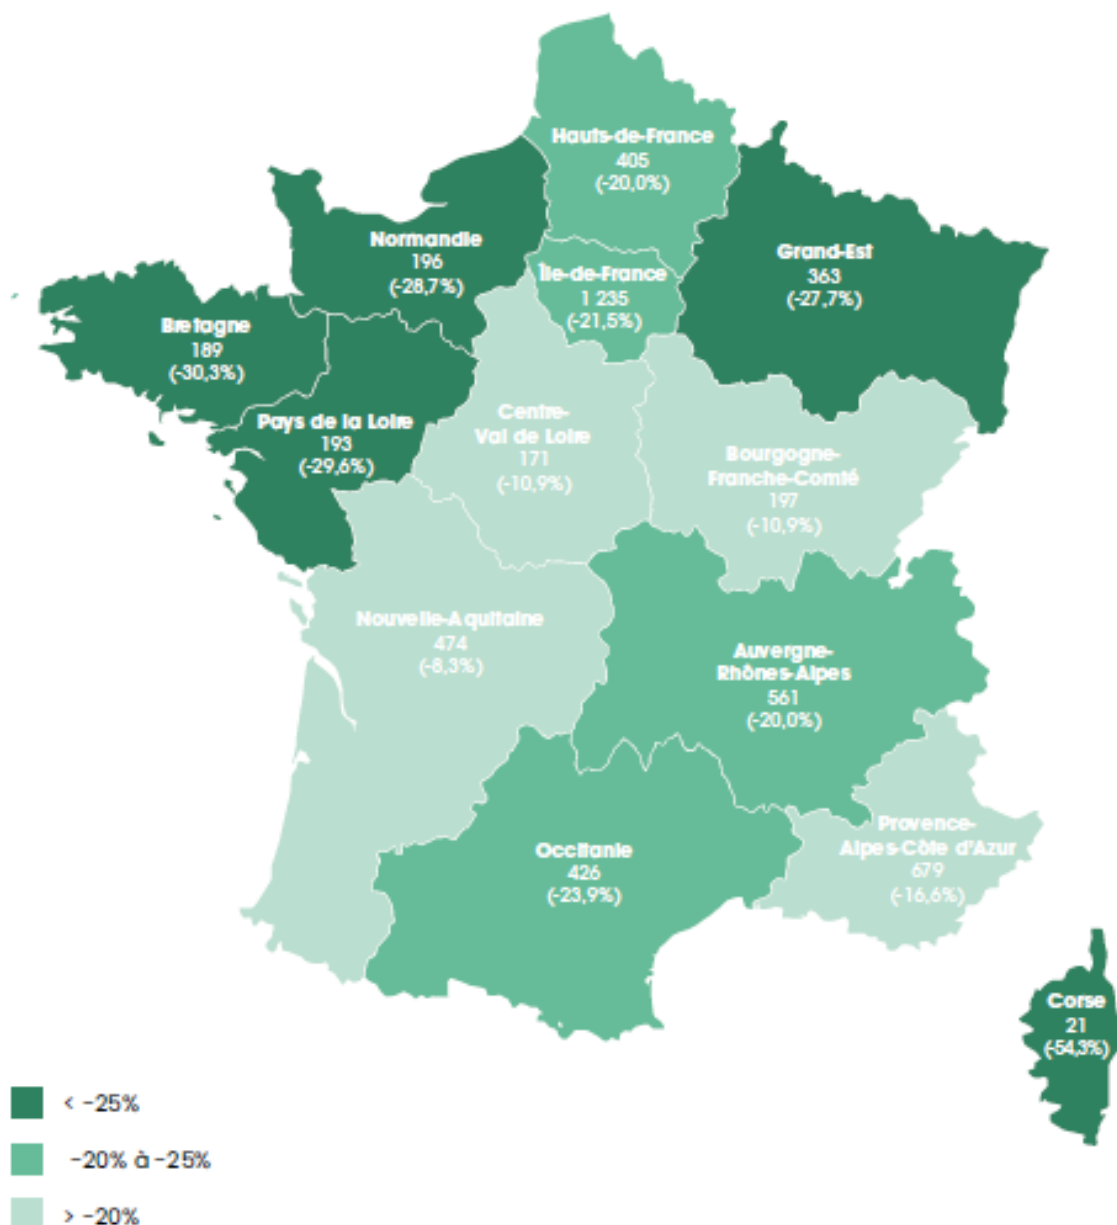 Hauts-de-France
405
(-20,0%)
Normandie
196
(-28,7%)
Île-de-France
1 235
(-21,5%)
Grand-Est
363
(-27,7%)
Bretagne
189
(-30,3%)
Pays de la Loire
193
(-29,6%)
Centre-
Val de Loire
171
(-10,9%)
Bourgogne-
Franche-Comté
197
(-10,9%)
Nouvelle-Aquitaine
474
(-8,3%)
Auvergne-
Rhônes-Alpes
561
(-20,0%)
Occitanie
426
(-23,9%)
Provence-
Alpes-Côte d'Azur
679
(-16,6%)
Corse
21
(-54,3%)
< -25%
-20% à -25%
> -20%